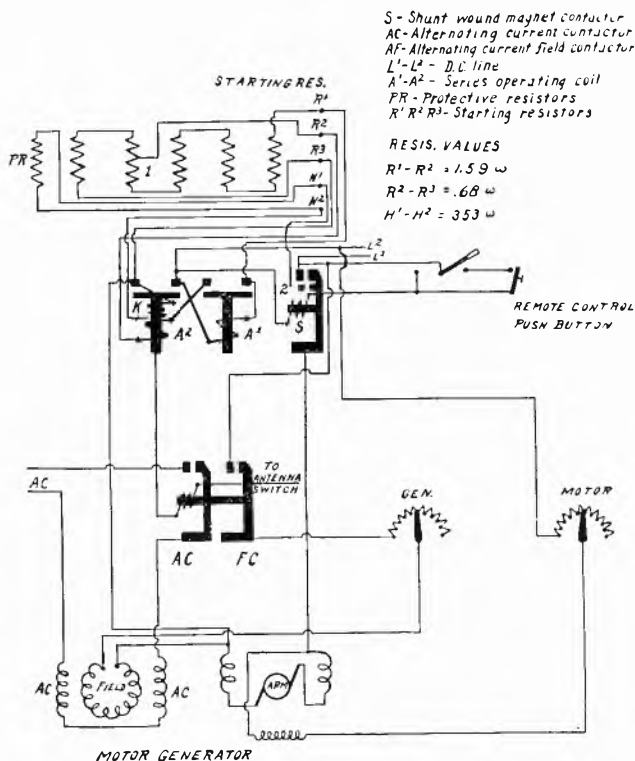 S - Shunt wound magnet contactor
AC - Alternating current contactor
AF - Alternating current field contactor
L¹-L² - D.C. line
A¹-A² - Series operating coil
PR - Protective resistors
R¹ R² R³ - Starting resistors
RESIS. VALUES
R¹-R² = 1.59 ω
R²-R³ = .68 ω
H¹-H² = 353 ω
STARTING RES.
R¹
R²
R3
PR
1
H¹
H²
L²
L¹
2
K
A²
A¹
S
REMOTE CONTROL
PUSH BUTTON
AC
TO
ANTENNA
SWITCH
GEN.
MOTOR
AC
FC
AC
FIELD
AC
ARM
MOTOR GENERATOR